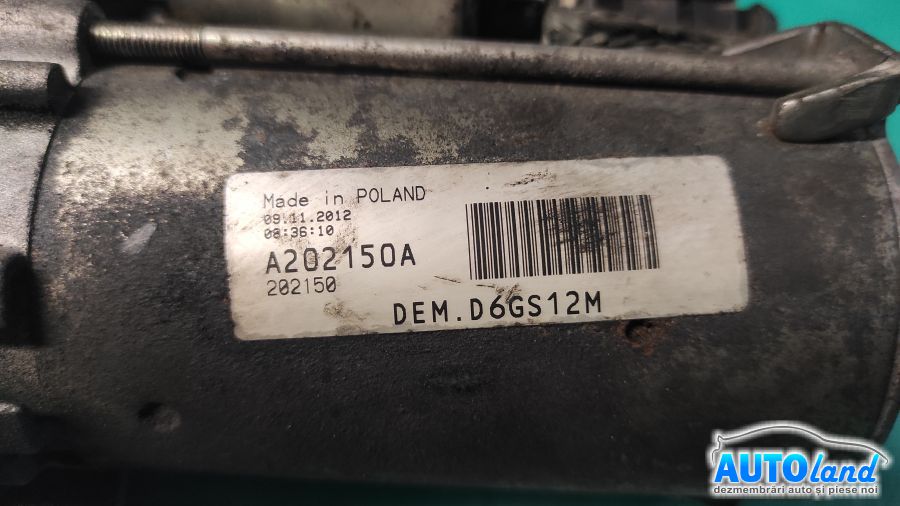 Made in POLAND
09.11.2012
08:36:10
A202150A
202150
DEM.D6GS12M
AUTOland
dezmembrări auto și piese noi